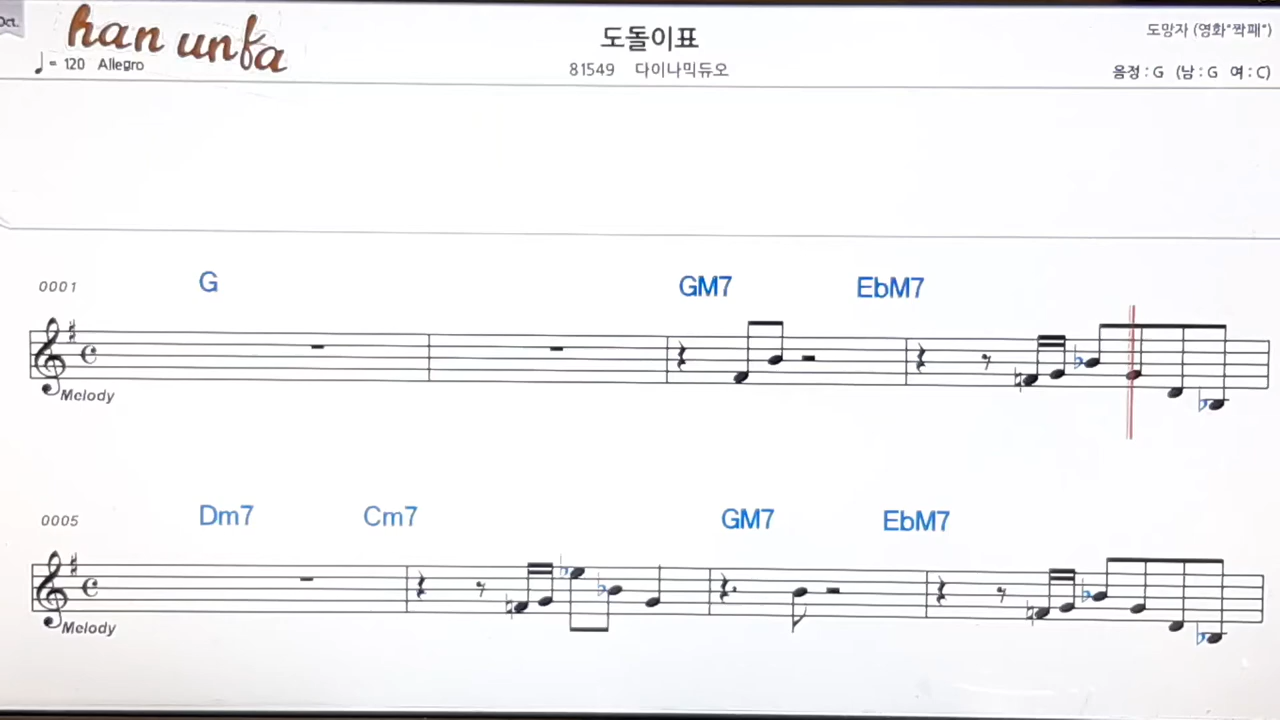 Oct.
han unfa
♩ = 120 Allegro
도돌이표
81549 다이나믹듀오
도망자 (영화"짝패")
음정 : G (남 : G 여 : C)
0001 G GM7 EbM7
Melody
0005 Dm7 Cm7 GM7 EbM7
Melody